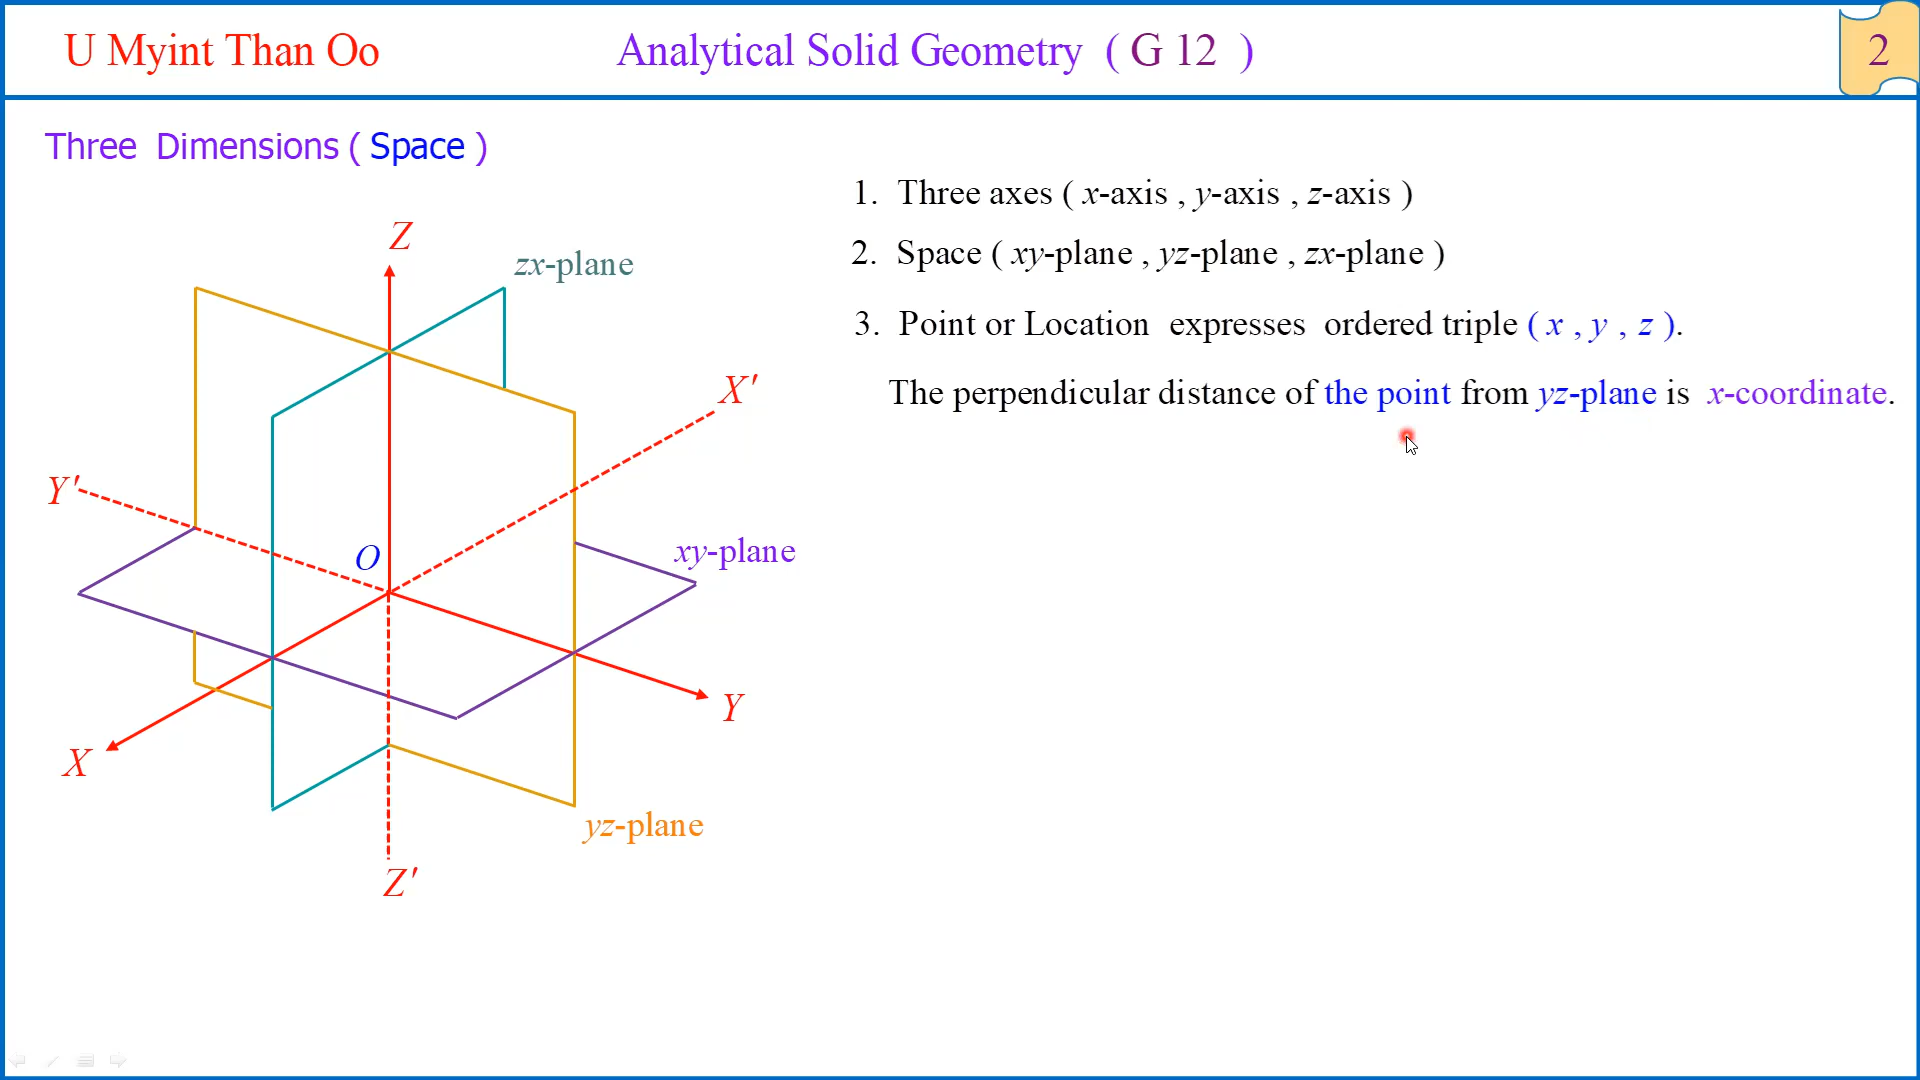 U Myint Than Oo
Analytical Solid Geometry ( G 12 )
2
Three Dimensions ( Space )
1. Three axes ( x-axis , y-axis , z-axis )
2. Space ( xy-plane , yz-plane , zx-plane )
3. Point or Location expresses ordered triple ( x , y , z ).
The perpendicular distance of the point from yz-plane is x-coordinate.
Z
zx-plane
X′
Y′
O
xy-plane
Y
X
yz-plane
Z′